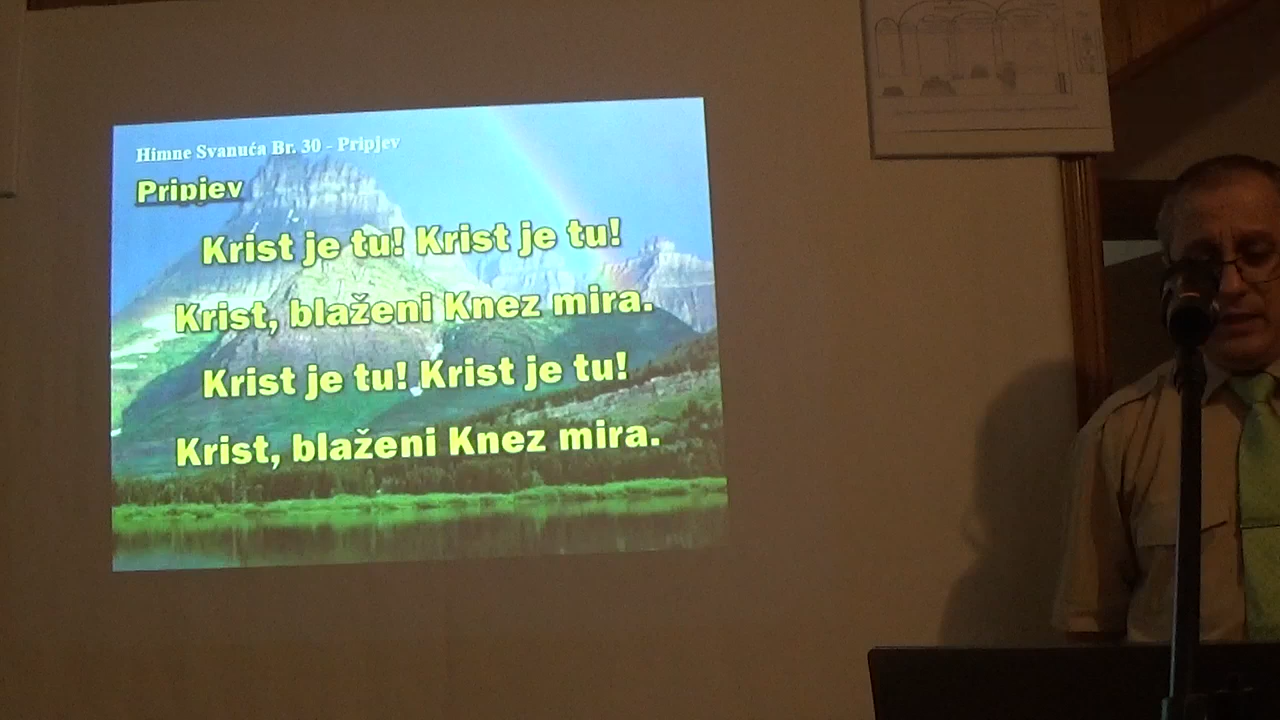 Himne Svanuća Br. 30 - Pripjev
Pripjev
Krist je tu! Krist je tu!
Krist, blaženi Knez mira.
Krist je tu! Krist je tu!
Krist, blaženi Knez mira.